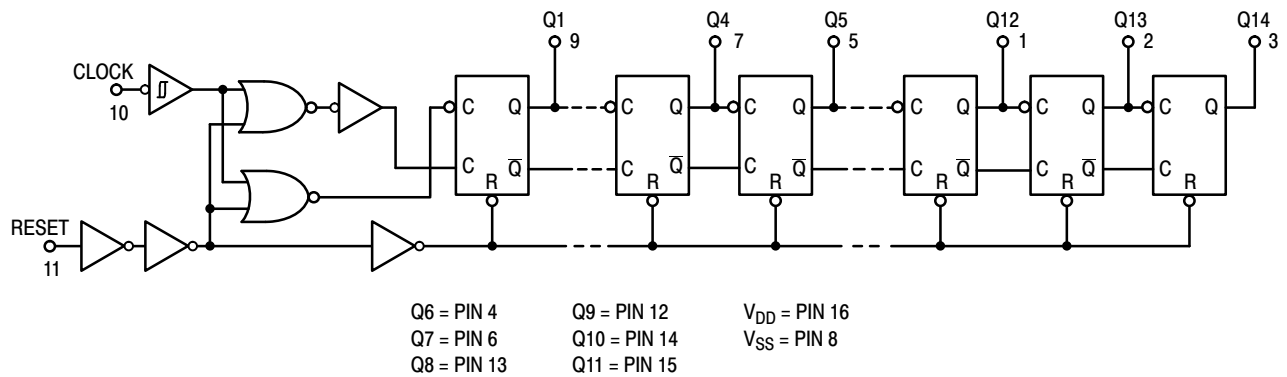 Q1 Q4 Q5 Q12 Q13 Q14
9 7 5 1 2 3
CLOCK
10
C Q C Q C Q C Q C Q C Q
C Q̅ C Q̅ C Q̅ C Q̅ C Q̅ C
R R R R R R
RESET
11
Q6 = PIN 4 Q9 = PIN 12 VDD = PIN 16
Q7 = PIN 6 Q10 = PIN 14 VSS = PIN 8
Q8 = PIN 13 Q11 = PIN 15